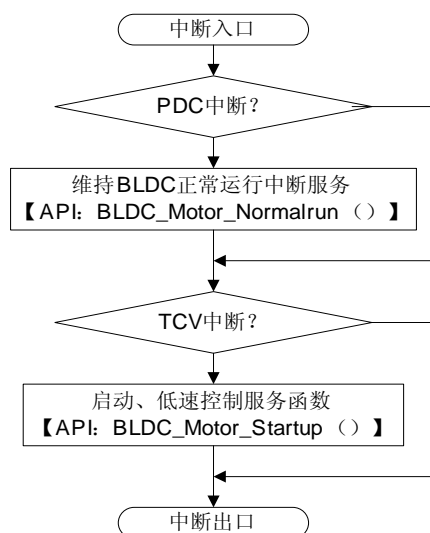 中断入口
PDC中断？
维持BLDC正常运行中断服务
【API：BLDC_Motor_Normalrun （）】
TCV中断？
启动、低速控制服务函数
【API：BLDC_Motor_Startup （）】
中断出口